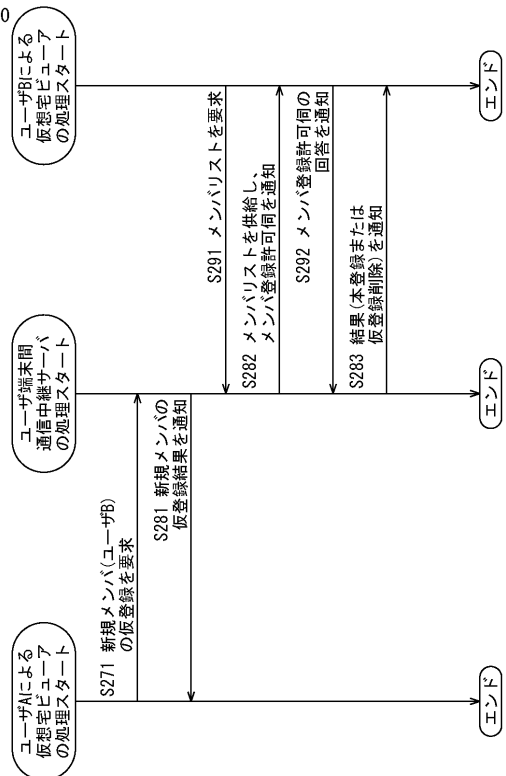 0
ユーザAによる
仮想宅ビューア
の処理スタート
ユーザ端末間
通信中継サーバ
の処理スタート
ユーザBによる
仮想宅ビューア
の処理スタート
S271 新規メンバ(ユーザB)
の仮登録を要求
S281 新規メンバの
仮登録結果を通知
S291 メンバリストを要求
S282 メンバリストを供給し、
メンバ登録許可伺を通知
S292 メンバ登録許可伺の
回答を通知
S283 結果(本登録または
仮登録削除)を通知
エンド
エンド
エンド